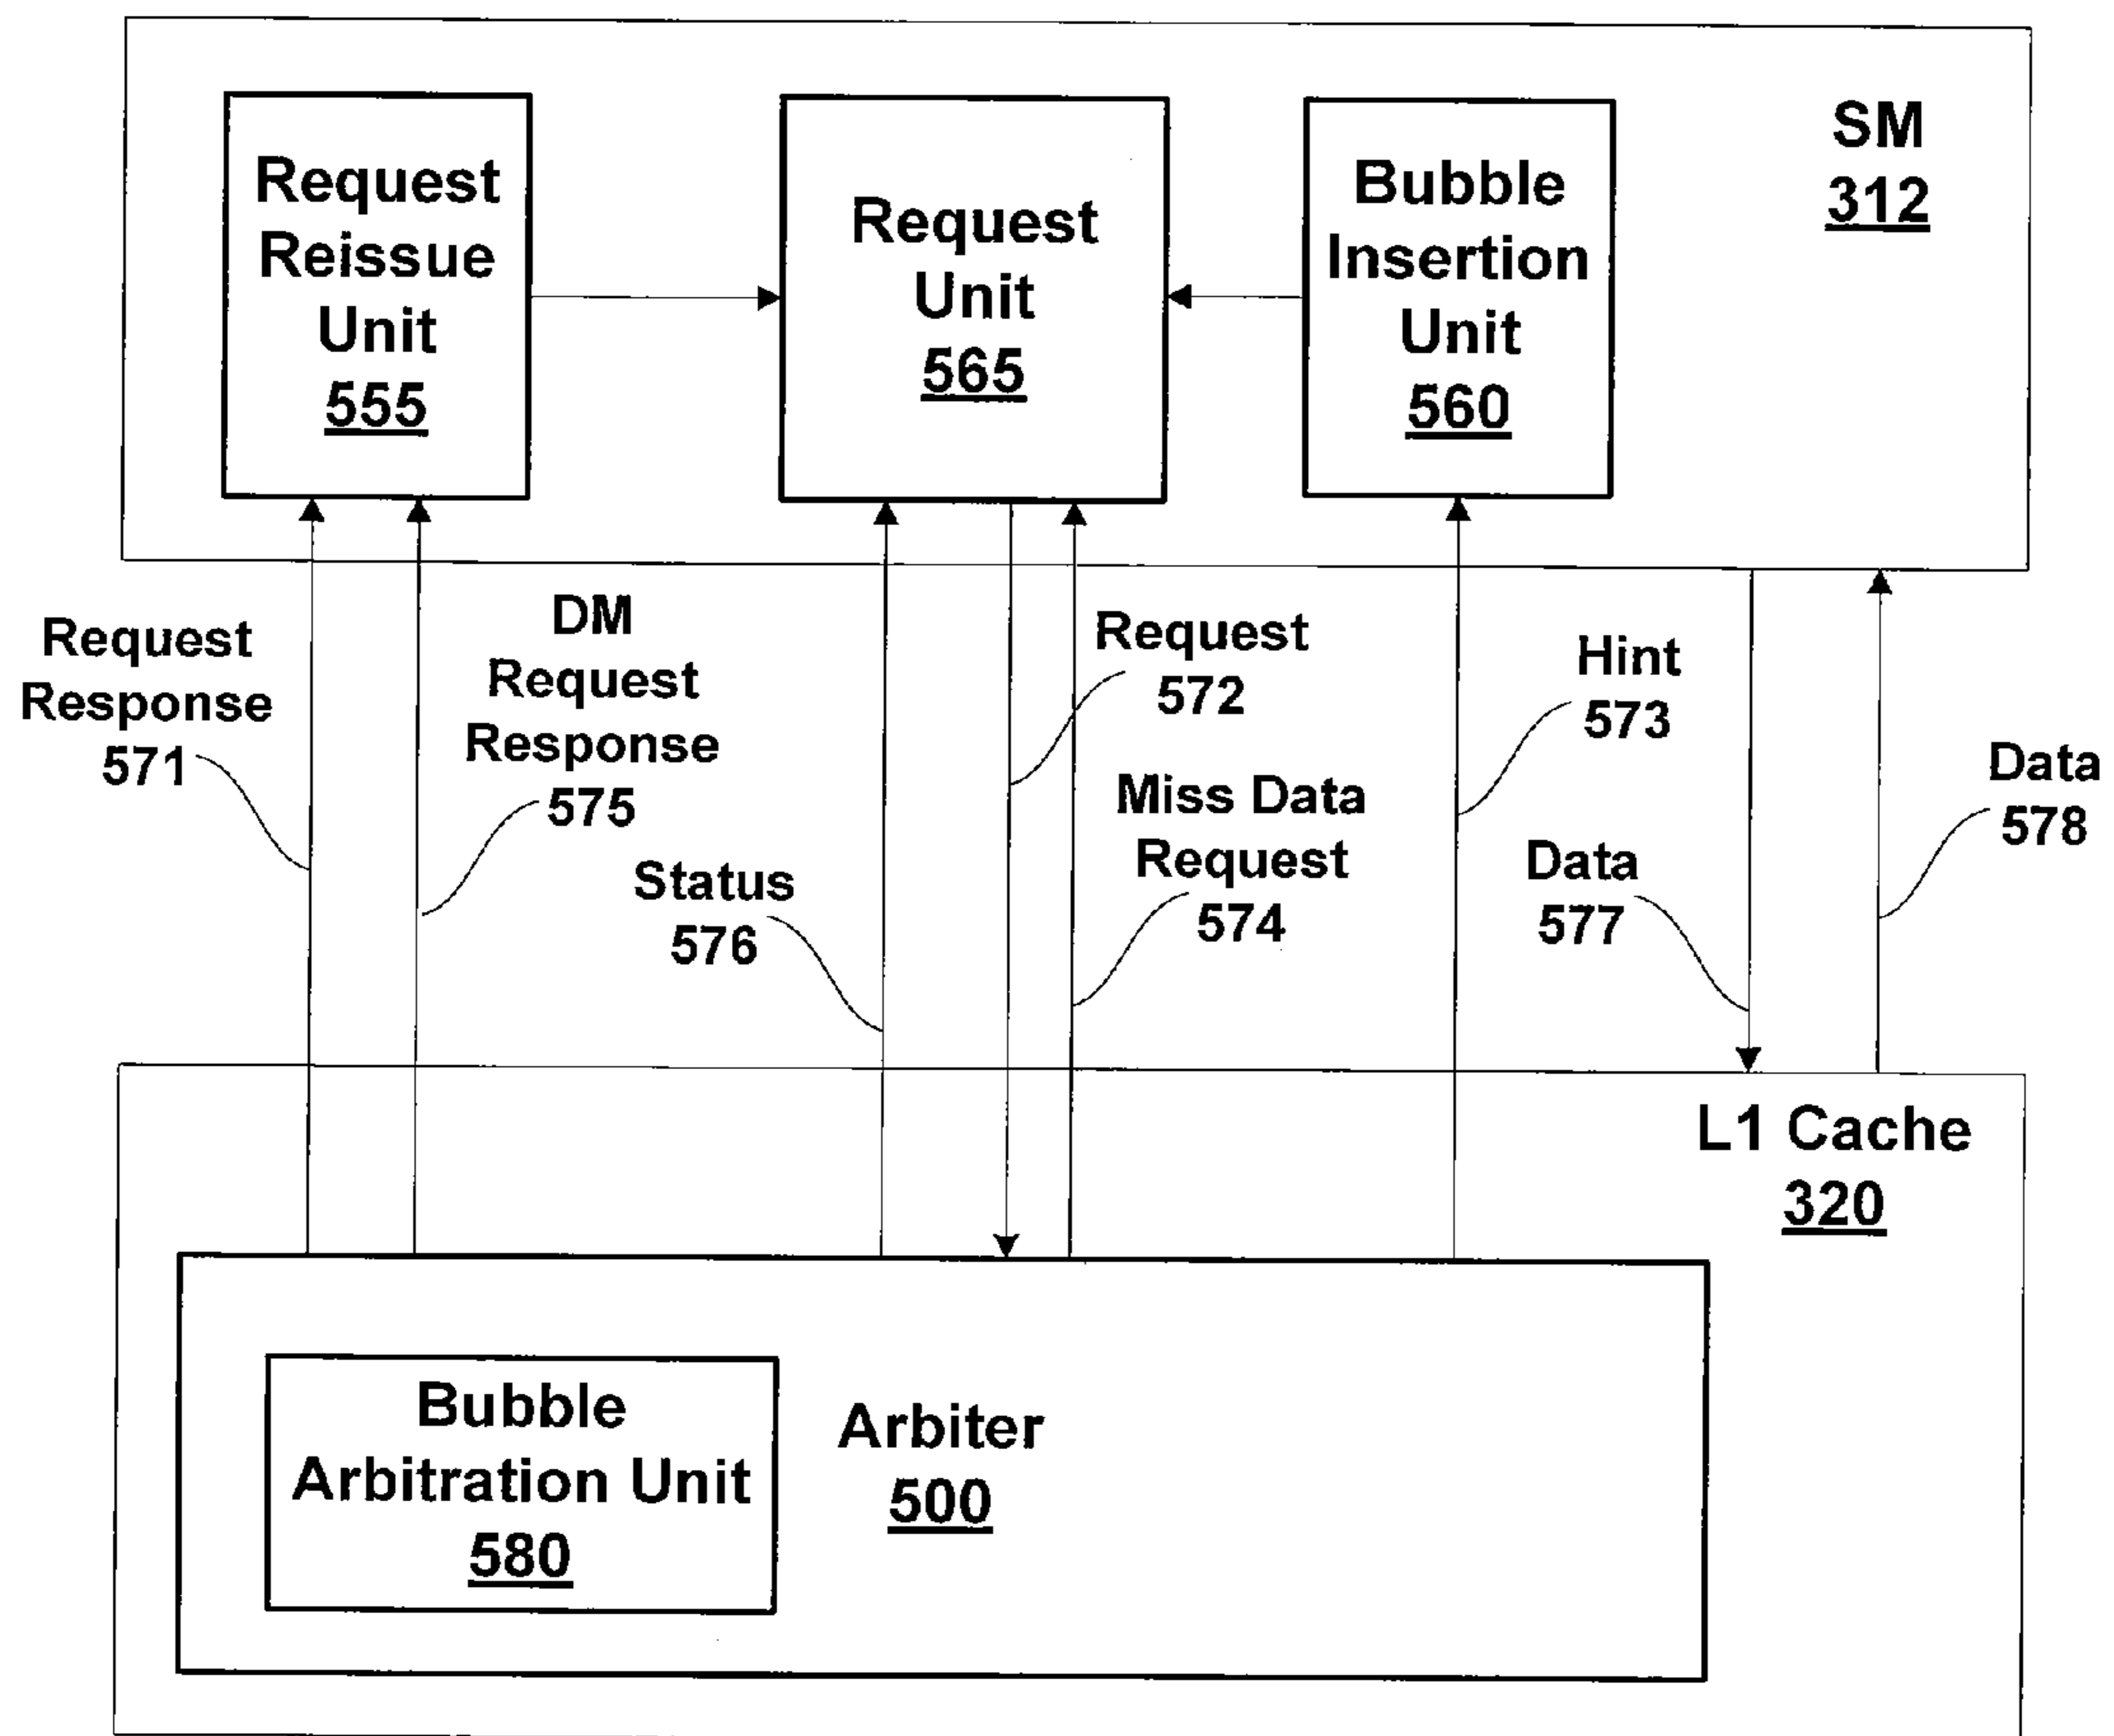 Request
Reissue
Unit
555
Request
Unit
565
Bubble
Insertion
Unit
560
SM
312
Request
Response
571
DM
Request
Response
575
Status
576
Request
572
Miss Data
Request
574
Hint
573
Data
577
Data
578
L1 Cache
320
Bubble
Arbitration Unit
580
Arbiter
500